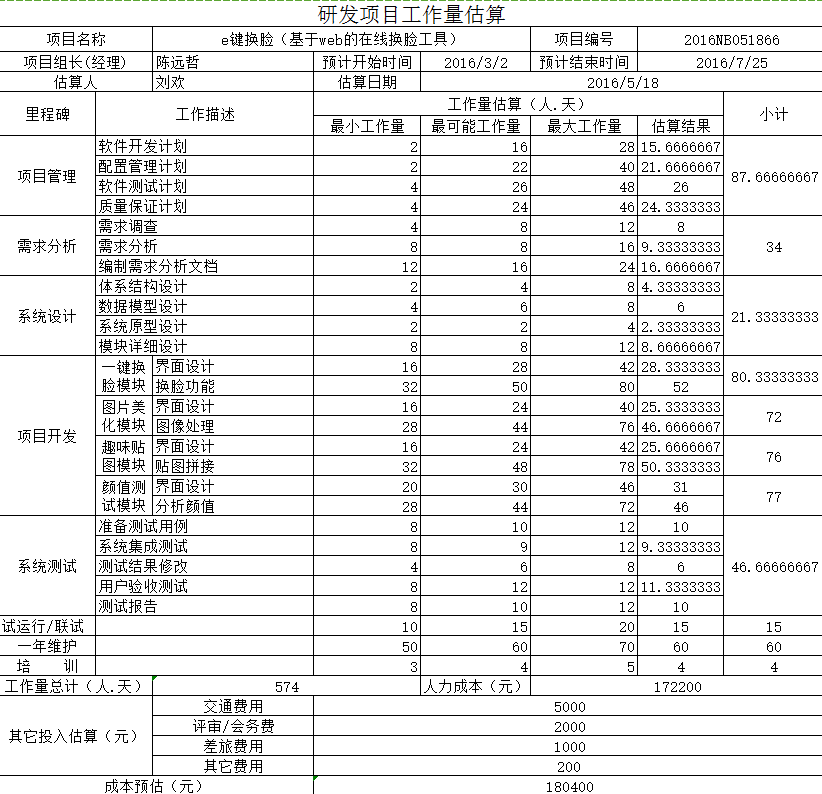 研发项目工作量估算
项目名称 e键换脸（基于web的在线换脸工具） 项目编号 2016NB051866
项目组长(经理) 陈远哲 预计开始时间 2016/3/2 预计结束时间 2016/7/25
估算人 刘欢 估算日期 2016/5/18
里程碑 工作描述 工作量估算（人.天） 小计
最小工作量 最可能工作量 最大工作量 估算结果
项目管理 软件开发计划 2 16 28 15.6666667 87.66666667
配置管理计划 2 22 40 21.6666667
软件测试计划 4 26 48 26
质量保证计划 4 24 46 24.3333333
需求分析 需求调查 4 8 12 8 34
需求分析 8 8 16 9.33333333
编制需求分析文档 12 16 24 16.6666667
系统设计 体系结构设计 2 4 8 4.33333333 21.33333333
数据模型设计 4 6 8 6
系统原型设计 2 2 4 2.33333333
模块详细设计 8 8 12 8.66666667
项目开发 一键换脸模块 界面设计 16 28 42 28.3333333 80.33333333
换脸功能 32 50 80 52
图片美化模块 界面设计 16 24 40 25.3333333 72
图像处理 28 44 76 46.6666667
趣味贴图模块 界面设计 16 24 42 25.6666667 76
贴图拼接 32 48 78 50.3333333
颜值测试模块 界面设计 20 30 46 31 77
分析颜值 28 44 72 46
系统测试 准备测试用例 8 10 12 10 46.66666667
系统集成测试 8 9 12 9.33333333
测试结果修改 4 6 8 6
用户验收测试 8 12 12 11.3333333
测试报告 8 10 12 10
试运行/联试 10 15 20 15 15
一年维护 50 60 70 60 60
培 训 3 4 5 4 4
工作量总计（人.天） 574 人力成本（元） 172200
其它投入估算（元） 交通费用 5000
评审/会务费 2000
差旅费用 1000
其它费用 200
成本预估（元） 180400